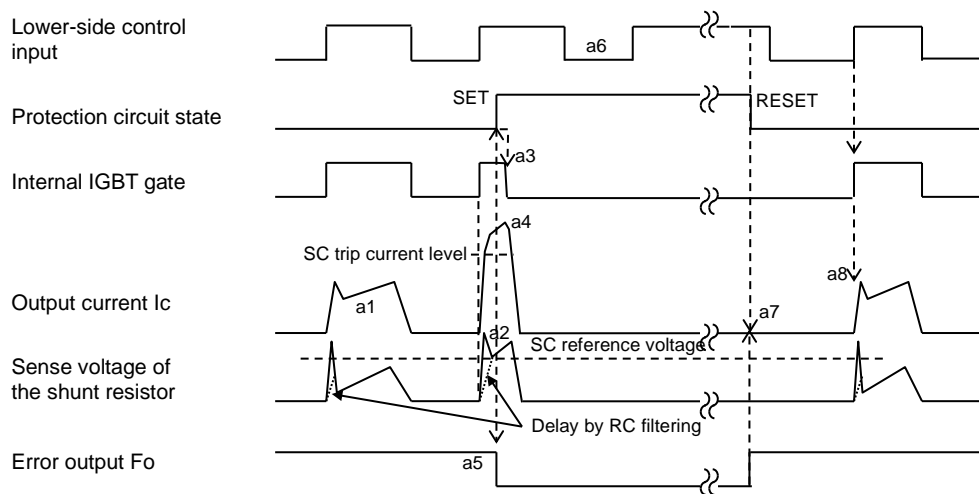 Lower-side control
input
a6
SET
RESET
Protection circuit state
a3
Internal IGBT gate
a4
SC trip current level
a8
Output current Ic
a1
a7
a2
SC reference voltage
Sense voltage of
the shunt resistor
Delay by RC filtering
Error output Fo
a5